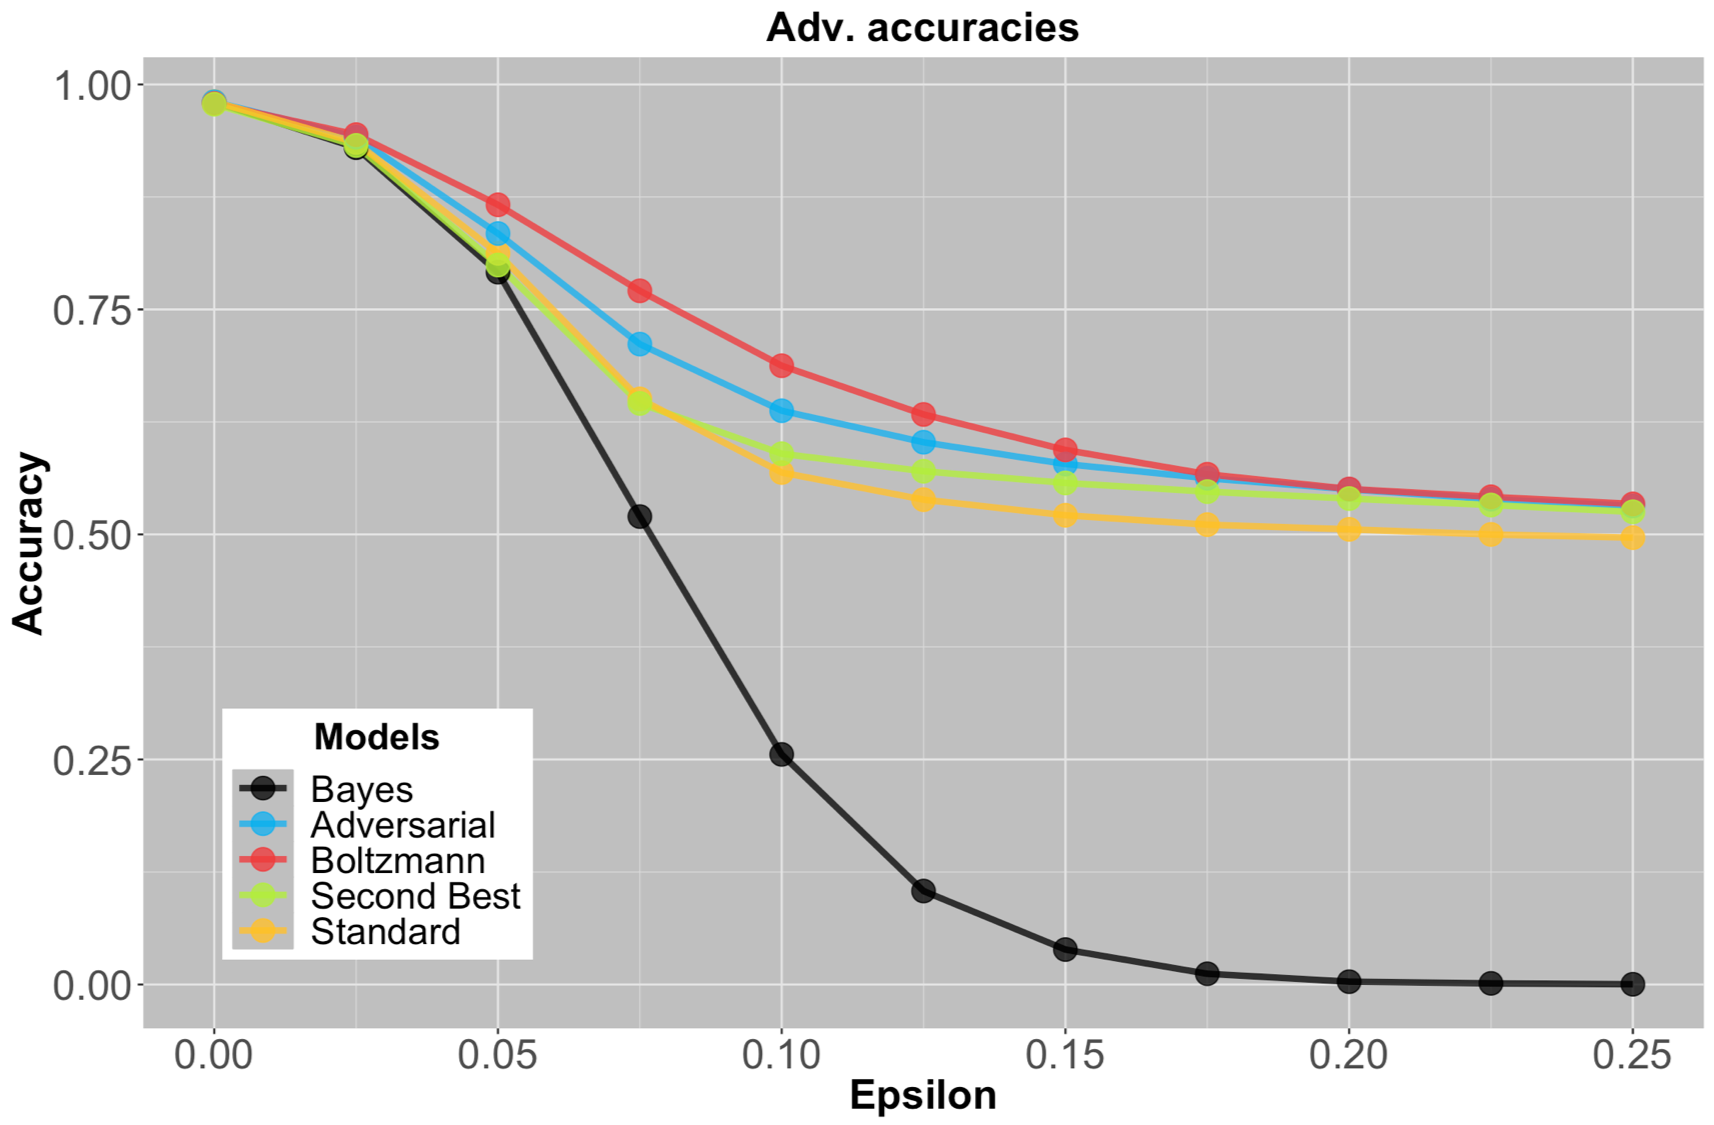 Adv. accuracies
1.00
0.75
0.50
0.25
0.00
Accuracy
Models
Bayes
Adversarial
Boltzmann
Second Best
Standard
0.00 0.05 0.10 0.15 0.20 0.25
Epsilon